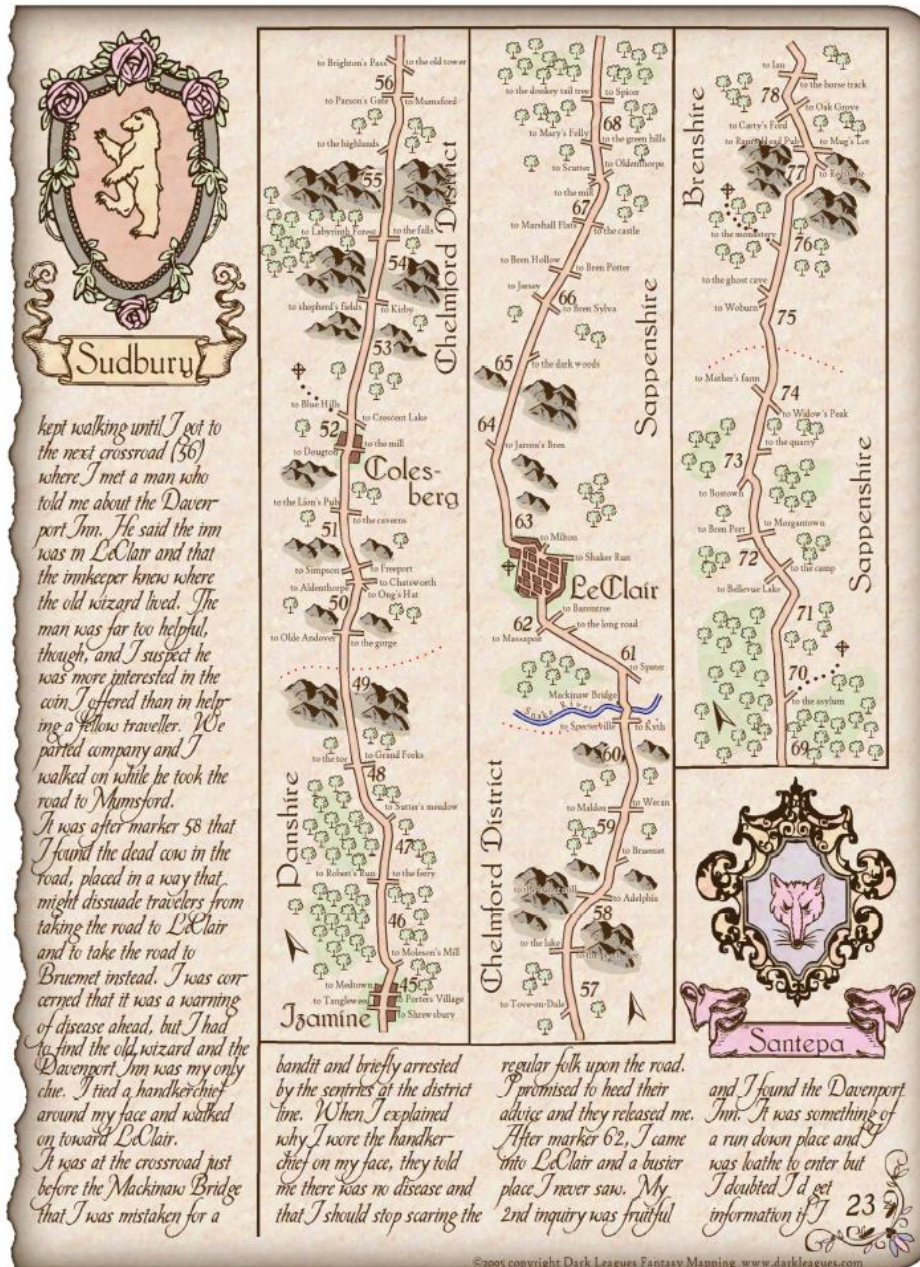 Sudbury
kept walking until I got to
the next crossroad (56)
where I met a man who
told me about the Daven-
port Inn. He said the inn
was in LeClair and that
the innkeeper knew where
the old wizard lived. The
man was far too helpful,
though, and I suspect he
was more interested in the
coin I offered than in help-
ing a fellow traveller. We
parted company and I
walked on while he took the
road to Mumsford.
It was after marker 58 that
I found the dead cow in the
road, placed in a way that
might dissuade travelers from
taking the road to LeClair
and to take the road to
Bruemet instead. I was con-
cerned that it was a warning
of disease ahead, but I had
to find the old wizard and the
Davenport Inn was my only
clue. I tied a handkerchief
around my face and walked
on toward LeClair.
It was at the crossroad just
before the Mackinaw Bridge
that I was mistaken for a
to Brighton's Pass
to the old tower
56
to Parson's Gate
to Mumsford
to the highlands
55
Chelmford District
to Labyrinth Forest
to the falls
54
to shepherd's fields
to Kirby
53
to Blue Hills
to Crescent Lake
52
to the mill
to Dougton
Coles-
berg
to the Lion's Pub
to the caverns
51
to Simpson
to Freeport
to Chatsworth
to Aldenthorpe
to Ong's Hat
50
to Olde Andover
to the gorge
49
to the tor
to Grand Forks
48
to Sutter's meadow
Panshire
47
to Robert's Run
to the ferry
46
to Moleson's Mill
to Medtown
45
to Tanglewood
to Porters Village
Izamine
to Shrewsbury
to the donkey tail tree
to Spicer
68
to Mary's Folly
to the green hills
to Scutter
to Oldenthorpe
to the mill
67
to Marshall Flats
to the castle
to Bren Hollow
to Bren Potter
to Jersey
66
to Bren Sylva
Sappenshire
65
to the dark woods
64
to Jarron's Bren
63
to Milton
to Shaker Run
LeClair
to Barentree
62
to the long road
to Massapoit
61
to Spater
Mackinaw Bridge
Snake River
to Specterville
to Kyth
60
Chelmford District
to Malden
to Wecan
59
to Bruemet
to Adelphia
58
to the lake
57
to Tove-on-Dale
to Ian
Brenshire
78
to the horse track
to Oak Grove
to Carty's Ford
to Rams Head Pub
to Mug's Lee
77
to the monastery
76
to the ghost cave
to Woburn
75
to Mather's farm
74
to Widow's Peak
to the quarry
73
to Bostown
to Morgantown
to Bren Port
72
to the camp
to Bellevue Lake
Sappenshire
71
70
to the asylum
69
Santepa
bandit and briefly arrested
by the sentries at the district
line. When I explained
why I wore the handker-
chief on my face, they told
me there was no disease and
that I should stop scaring the
regular folk upon the road.
I promised to heed their
advice and they released me.
After marker 62, I came
into LeClair and a busier
place I never saw. My
2nd inquiry was fruitful
and I found the Davenport
Inn. It was something of
a run down place and I
was loathe to enter but
I doubted I'd get
information if I
23
©2005 copyright Dark Leagues Fantasy Mapping www.darkleagues.com